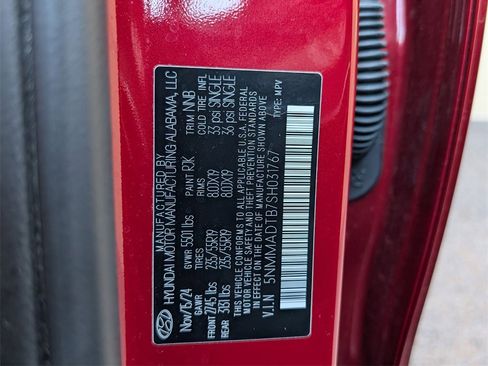 MANUFACTURED BY
HYUNDAI MOTOR MANUFACTURING ALABAMA, LLC
Nov/15/24 GVWR 5501 lbs PAINT RJK TRIM NNB
GAWR TIRES RIMS COLD TIRE INFL
FRONT 2745 lbs 235/55R19 8.0JX19 33 psi SINGLE
REAR 3131 lbs 235/55R19 8.0JX19 36 psi SINGLE
THIS VEHICLE CONFORMS TO ALL APPLICABLE U.S.A. FEDERAL
MOTOR VEHICLE SAFETY AND THEFT PREVENTION STANDARDS
IN EFFECT ON THE DATE OF MANUFACTURE SHOWN ABOVE
V.I.N 5NMMADTB7SH031767 TYPE: MPV